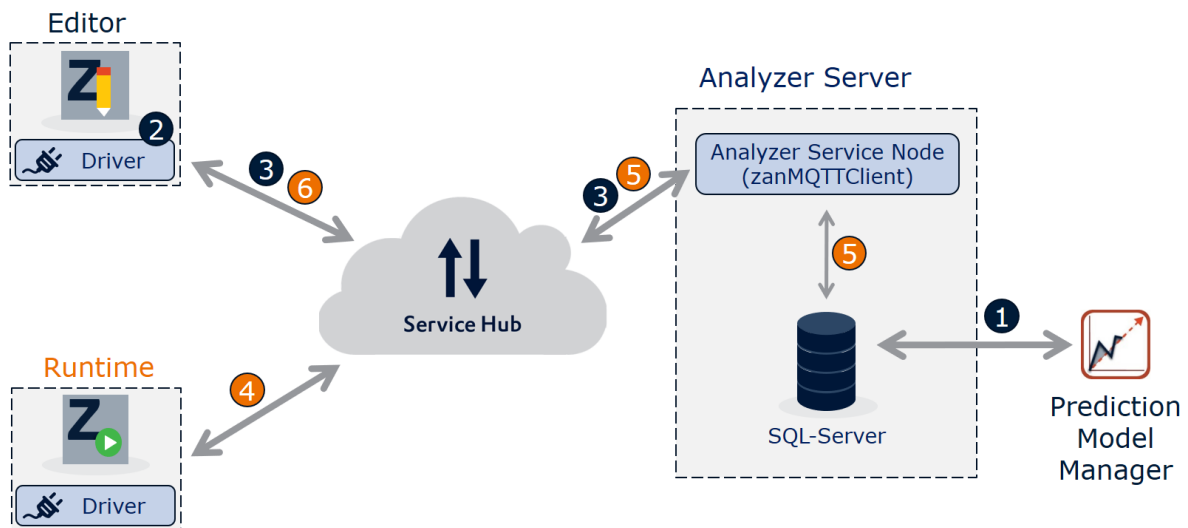 Editor
Z
2
Driver
3
6
Service Hub
Runtime
4
Z
Driver
Analyzer Server
Analyzer Service Node
(zanMQTTClient)
3
5
5
SQL-Server
1
Prediction
Model
Manager